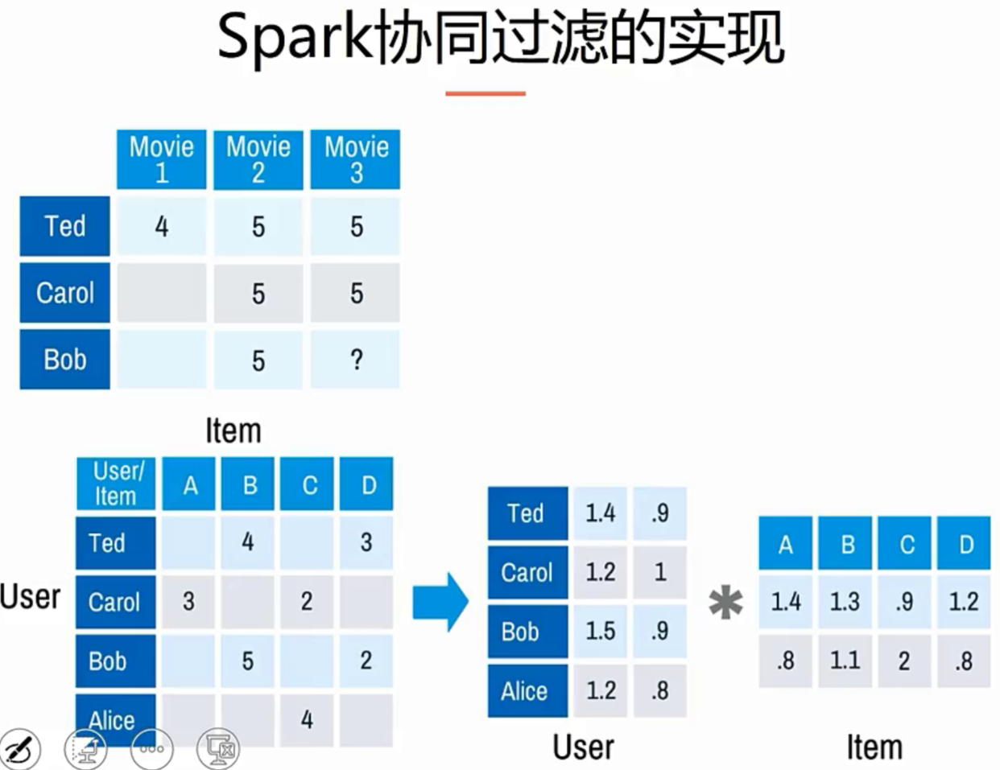 Spark协同过滤的实现
Movie 1 Movie 2 Movie 3
Ted 4 5 5
Carol 5 5
Bob 5 ?
Item
User/Item A B C D
Ted 4 3
User
Carol 3 2
Bob 5 2
Alice 4
Ted 1.4 .9
Carol 1.2 1
Bob 1.5 .9
Alice 1.2 .8
User
*
A B C D
1.4 1.3 .9 1.2
.8 1.1 2 .8
Item